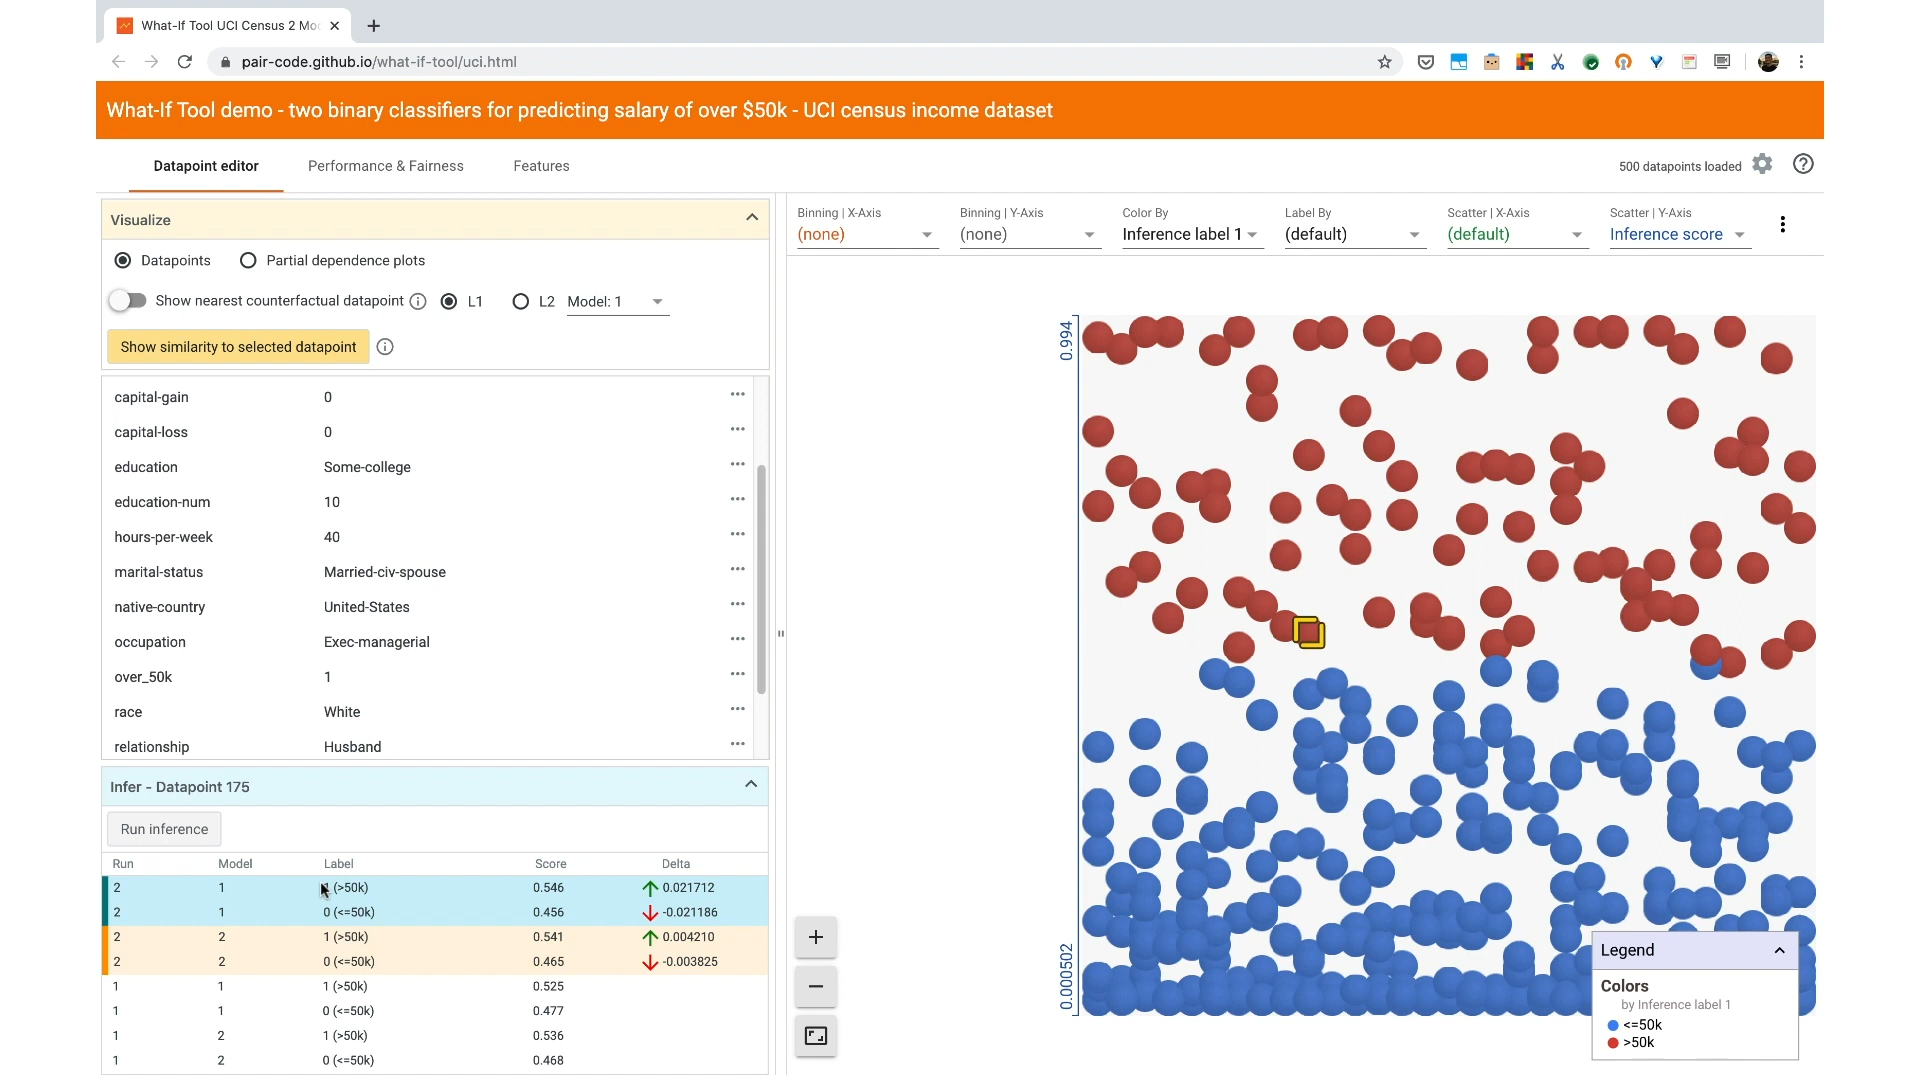 What-If Tool UCI Census 2 Mo
pair-code.github.io/what-if-tool/uci.html
What-If Tool demo - two binary classifiers for predicting salary of over $50k - UCI census income dataset
Datapoint editor Performance & Fairness Features 500 datapoints loaded
Visualize
Datapoints Partial dependence plots
Show nearest counterfactual datapoint L1 L2 Model: 1
Show similarity to selected datapoint
capital-gain 0
capital-loss 0
education Some-college
education-num 10
hours-per-week 40
marital-status Married-civ-spouse
native-country United-States
occupation Exec-managerial
over_50k 1
race White
relationship Husband
Infer - Datapoint 175
Run inference
Run Model Label Score Delta
2 1 1 (>50k) 0.546 0.021712
2 1 0 (<=50k) 0.456 -0.021186
2 2 1 (>50k) 0.541 0.004210
2 2 0 (<=50k) 0.465 -0.003825
1 1 1 (>50k) 0.525
1 1 0 (<=50k) 0.477
1 2 1 (>50k) 0.536
1 2 0 (<=50k) 0.468
Binning | X-Axis Binning | Y-Axis Color By Label By Scatter | X-Axis Scatter | Y-Axis
(none) (none) Inference label 1 (default) (default) Inference score
0.994
0.000502
Legend
Colors
by Inference label 1
<=50k
>50k